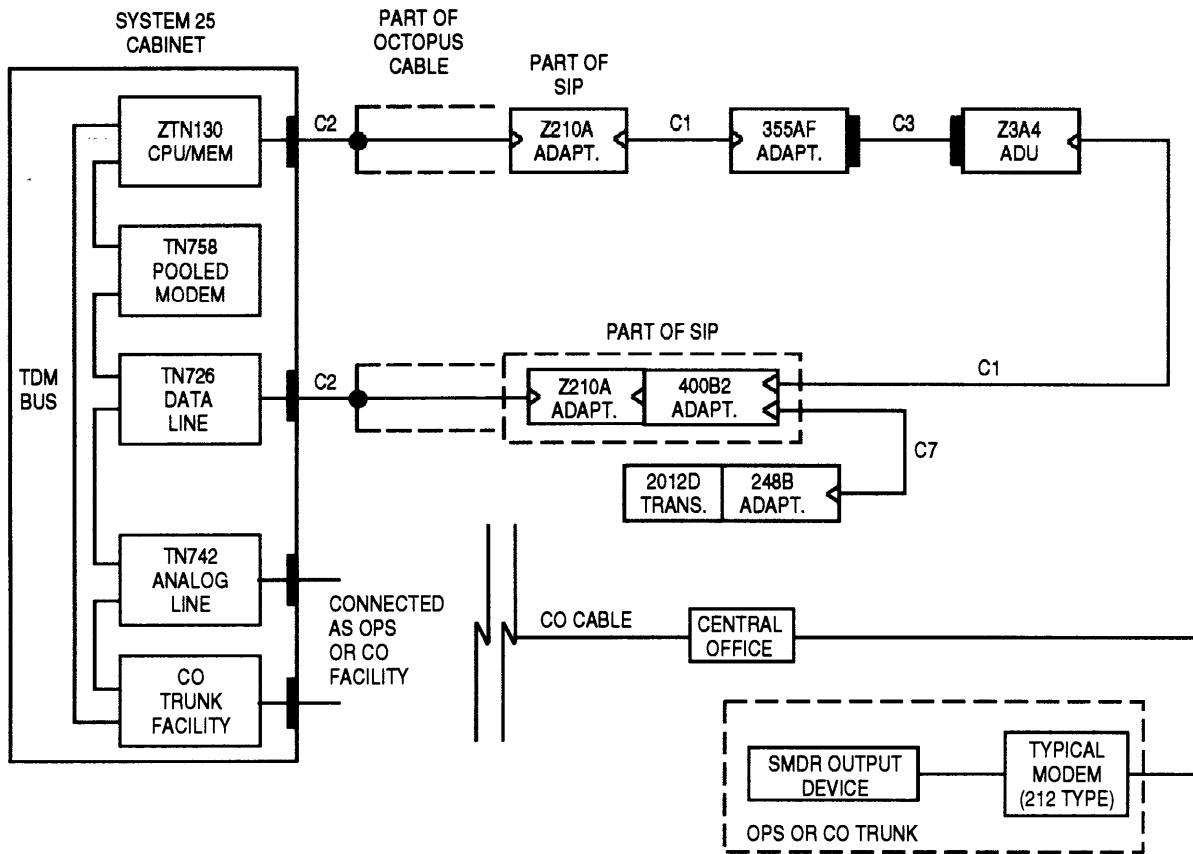 SYSTEM 25
CABINET
PART OF
OCTOPUS
CABLE
PART OF
SIP
ZTN130
CPU/MEM
C2
Z210A
ADAPT.
C1
355AF
ADAPT.
C3
Z3A4
ADU
TN758
POOLED
MODEM
TDM
BUS
TN726
DATA
LINE
C2
PART OF SIP
Z210A
ADAPT.
400B2
ADAPT.
C1
C7
2012D
TRANS.
248B
ADAPT.
TN742
ANALOG
LINE
CONNECTED
AS OPS
OR CO
FACILITY
CO
TRUNK
FACILITY
CO CABLE
CENTRAL
OFFICE
SMDR OUTPUT
DEVICE
TYPICAL
MODEM
(212 TYPE)
OPS OR CO TRUNK